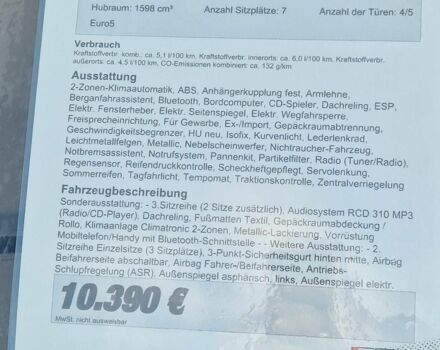 Hubraum: 1598 cm³ Anzahl Sitzplätze: 7 Anzahl der Türen: 4/5
Euro5
Verbrauch
Kraftstoffverbr. komb.. ca. 5,1 l/100 km, Kraftstoffverbr. innerorts: ca. 6,0 l/100 km, Kraftstoffverbr.
außerorts: ca. 4,5 l/100 km, CO-Emissionen kombiniert: ca. 132 g/km
Ausstattung
2-Zonen-Klimaautomatik, ABS, Anhängerkupplung fest, Armlehne,
Berganfahrassistent, Bluetooth, Bordcomputer, CD-Spieler, Dachreling, ESP,
Elektr. Fensterheber, Elektr. Seitenspiegel, Elektr. Wegfahrsperre,
Freisprecheinrichtung, Für Gewerbe, Ex-/Import, Gepäckraumabtrennung,
Geschwindigkeitsbegrenzer, HU neu, Isofix, Kurvenlicht, Lederlenkrad,
Leichtmetallfelgen, Metallic, Nebelscheinwerfer, Nichtraucher-Fahrzeug,
Notbremsassistent, Notrufsystem, Pannenkit, Partikelfilter, Radio (Tuner/Radio),
Regensensor, Reifendruckkontrolle, Scheckheftgepflegt, Servolenkung,
Sommerreifen, Tagfahrlicht, Tempomat, Traktionskontrolle, Zentralverriegelung
Fahrzeugbeschreibung
Sonderausstattung: - 3.Sitzreihe (2 Sitze zusätzlich), Audiosystem RCD 310 MP3
(Radio/CD-Player), Dachreling, Fußmatten Textil, Gepäckraumabdeckung /
Rollo, Klimaanlage Climatronic 2-Zonen, Metallic-Lackierung, Vorrüstung
Mobiltelefon/Handy mit Bluetooth-Schnittstelle - - Weitere Ausstattung: - 2.
Sitzreihe Einzelsitze (3 Sitzplätze), 3-Punkt-Sicherheitsgurt hinten mitte, Airbag
Beifahrerseite abschaltbar, Airbag Fahrer-/Beifahrerseite, Antriebs-
Schlupfregelung (ASR), Außenspiegel asphärisch, links, Außenspiegel elektr.
10.390 €
MwSt. nicht ausweisbar